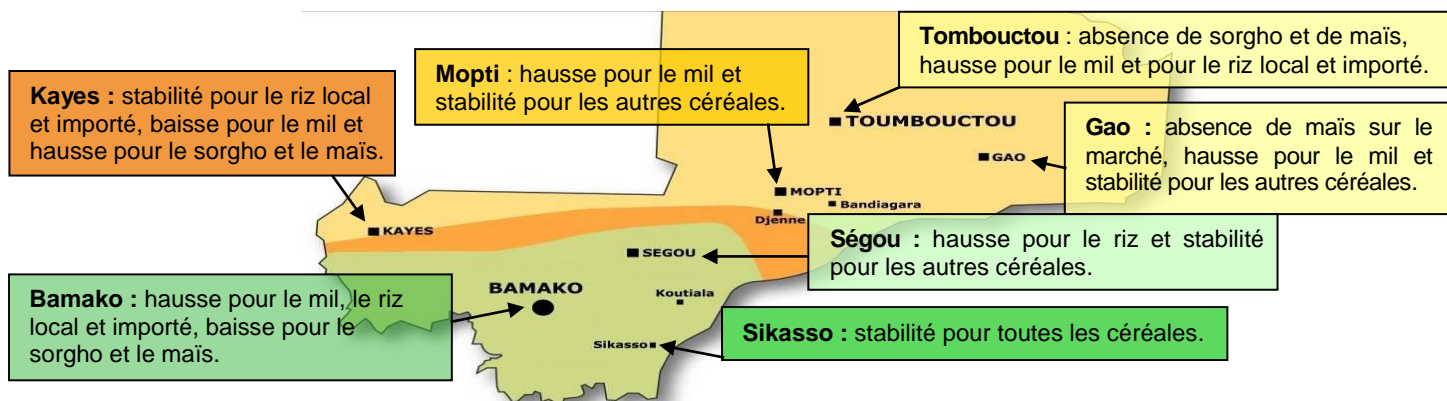 Tombouctou : absence de sorgho et de maïs,
hausse pour le mil et pour le riz local et importé.
Mopti : hausse pour le mil et
stabilité pour les autres céréales.
Kayes : stabilité pour le riz local
et importé, baisse pour le mil et
hausse pour le sorgho et le maïs.
TOUMBOUCTOU
Gao : absence de maïs sur le
marché, hausse pour le mil et
stabilité pour les autres céréales.
GAO
MOPTI
Bandiagara
Djenne
KAYES
Ségou : hausse pour le riz et stabilité
pour les autres céréales.
SEGOU
BAMAKO
Koutiala
Bamako : hausse pour le mil, le riz
local et importé, baisse pour le
sorgho et le maïs.
Sikasso
Sikasso : stabilité pour toutes les céréales.